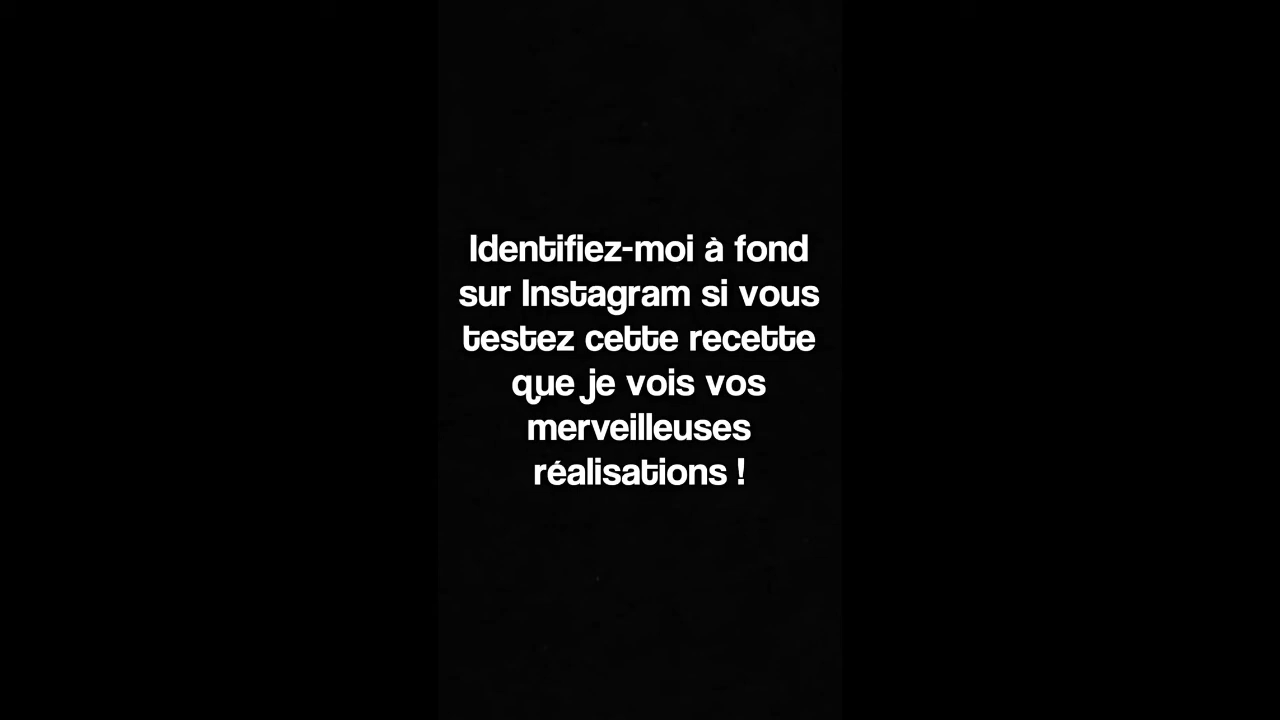 Identifiez-moi à fond
sur Instagram si vous
testez cette recette
que je vois vos
merveilleuses
réalisations !